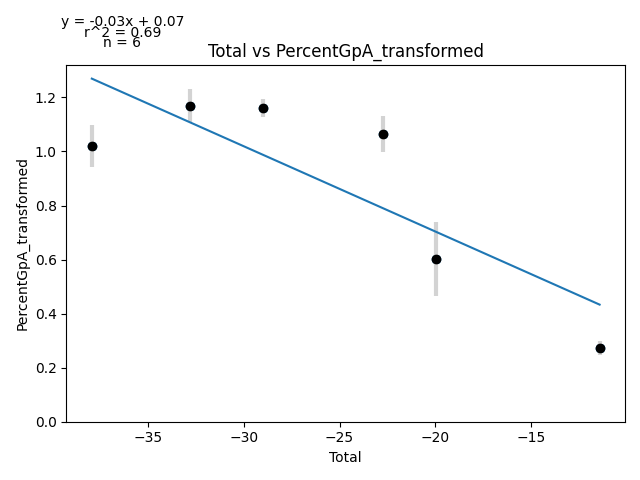 y = -0.03x + 0.07
r^2 = 0.69
n = 6
Total vs PercentGpA_transformed
PercentGpA_transformed
1.2
1.0
0.8
0.6
0.4
0.2
0.0
−35
−30
−25
−20
−15
Total